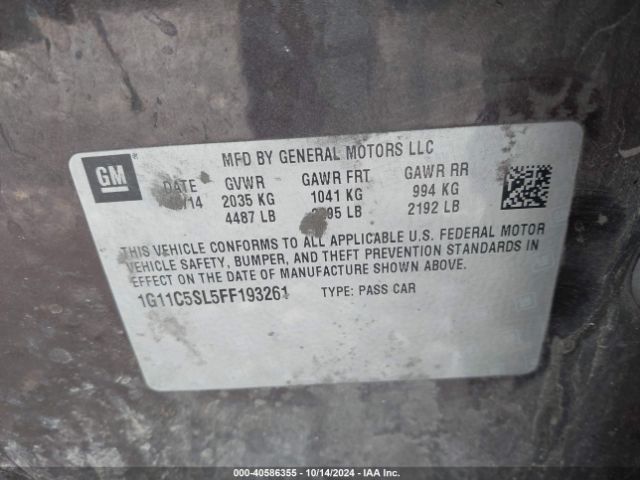 GM
MFD BY GENERAL MOTORS LLC
DATE GVWR GAWR FRT GAWR RR
/14 2035 KG 1041 KG 994 KG
4487 LB 95 LB 2192 LB
THIS VEHICLE CONFORMS TO ALL APPLICABLE U.S. FEDERAL MOTOR
VEHICLE SAFETY, BUMPER, AND THEFT PREVENTION STANDARDS IN
EFFECT ON THE DATE OF MANUFACTURE SHOWN ABOVE.
1G11C5SL5FF193261 TYPE: PASS CAR
000-40586355 | 10/14/2024 | IAA Inc.